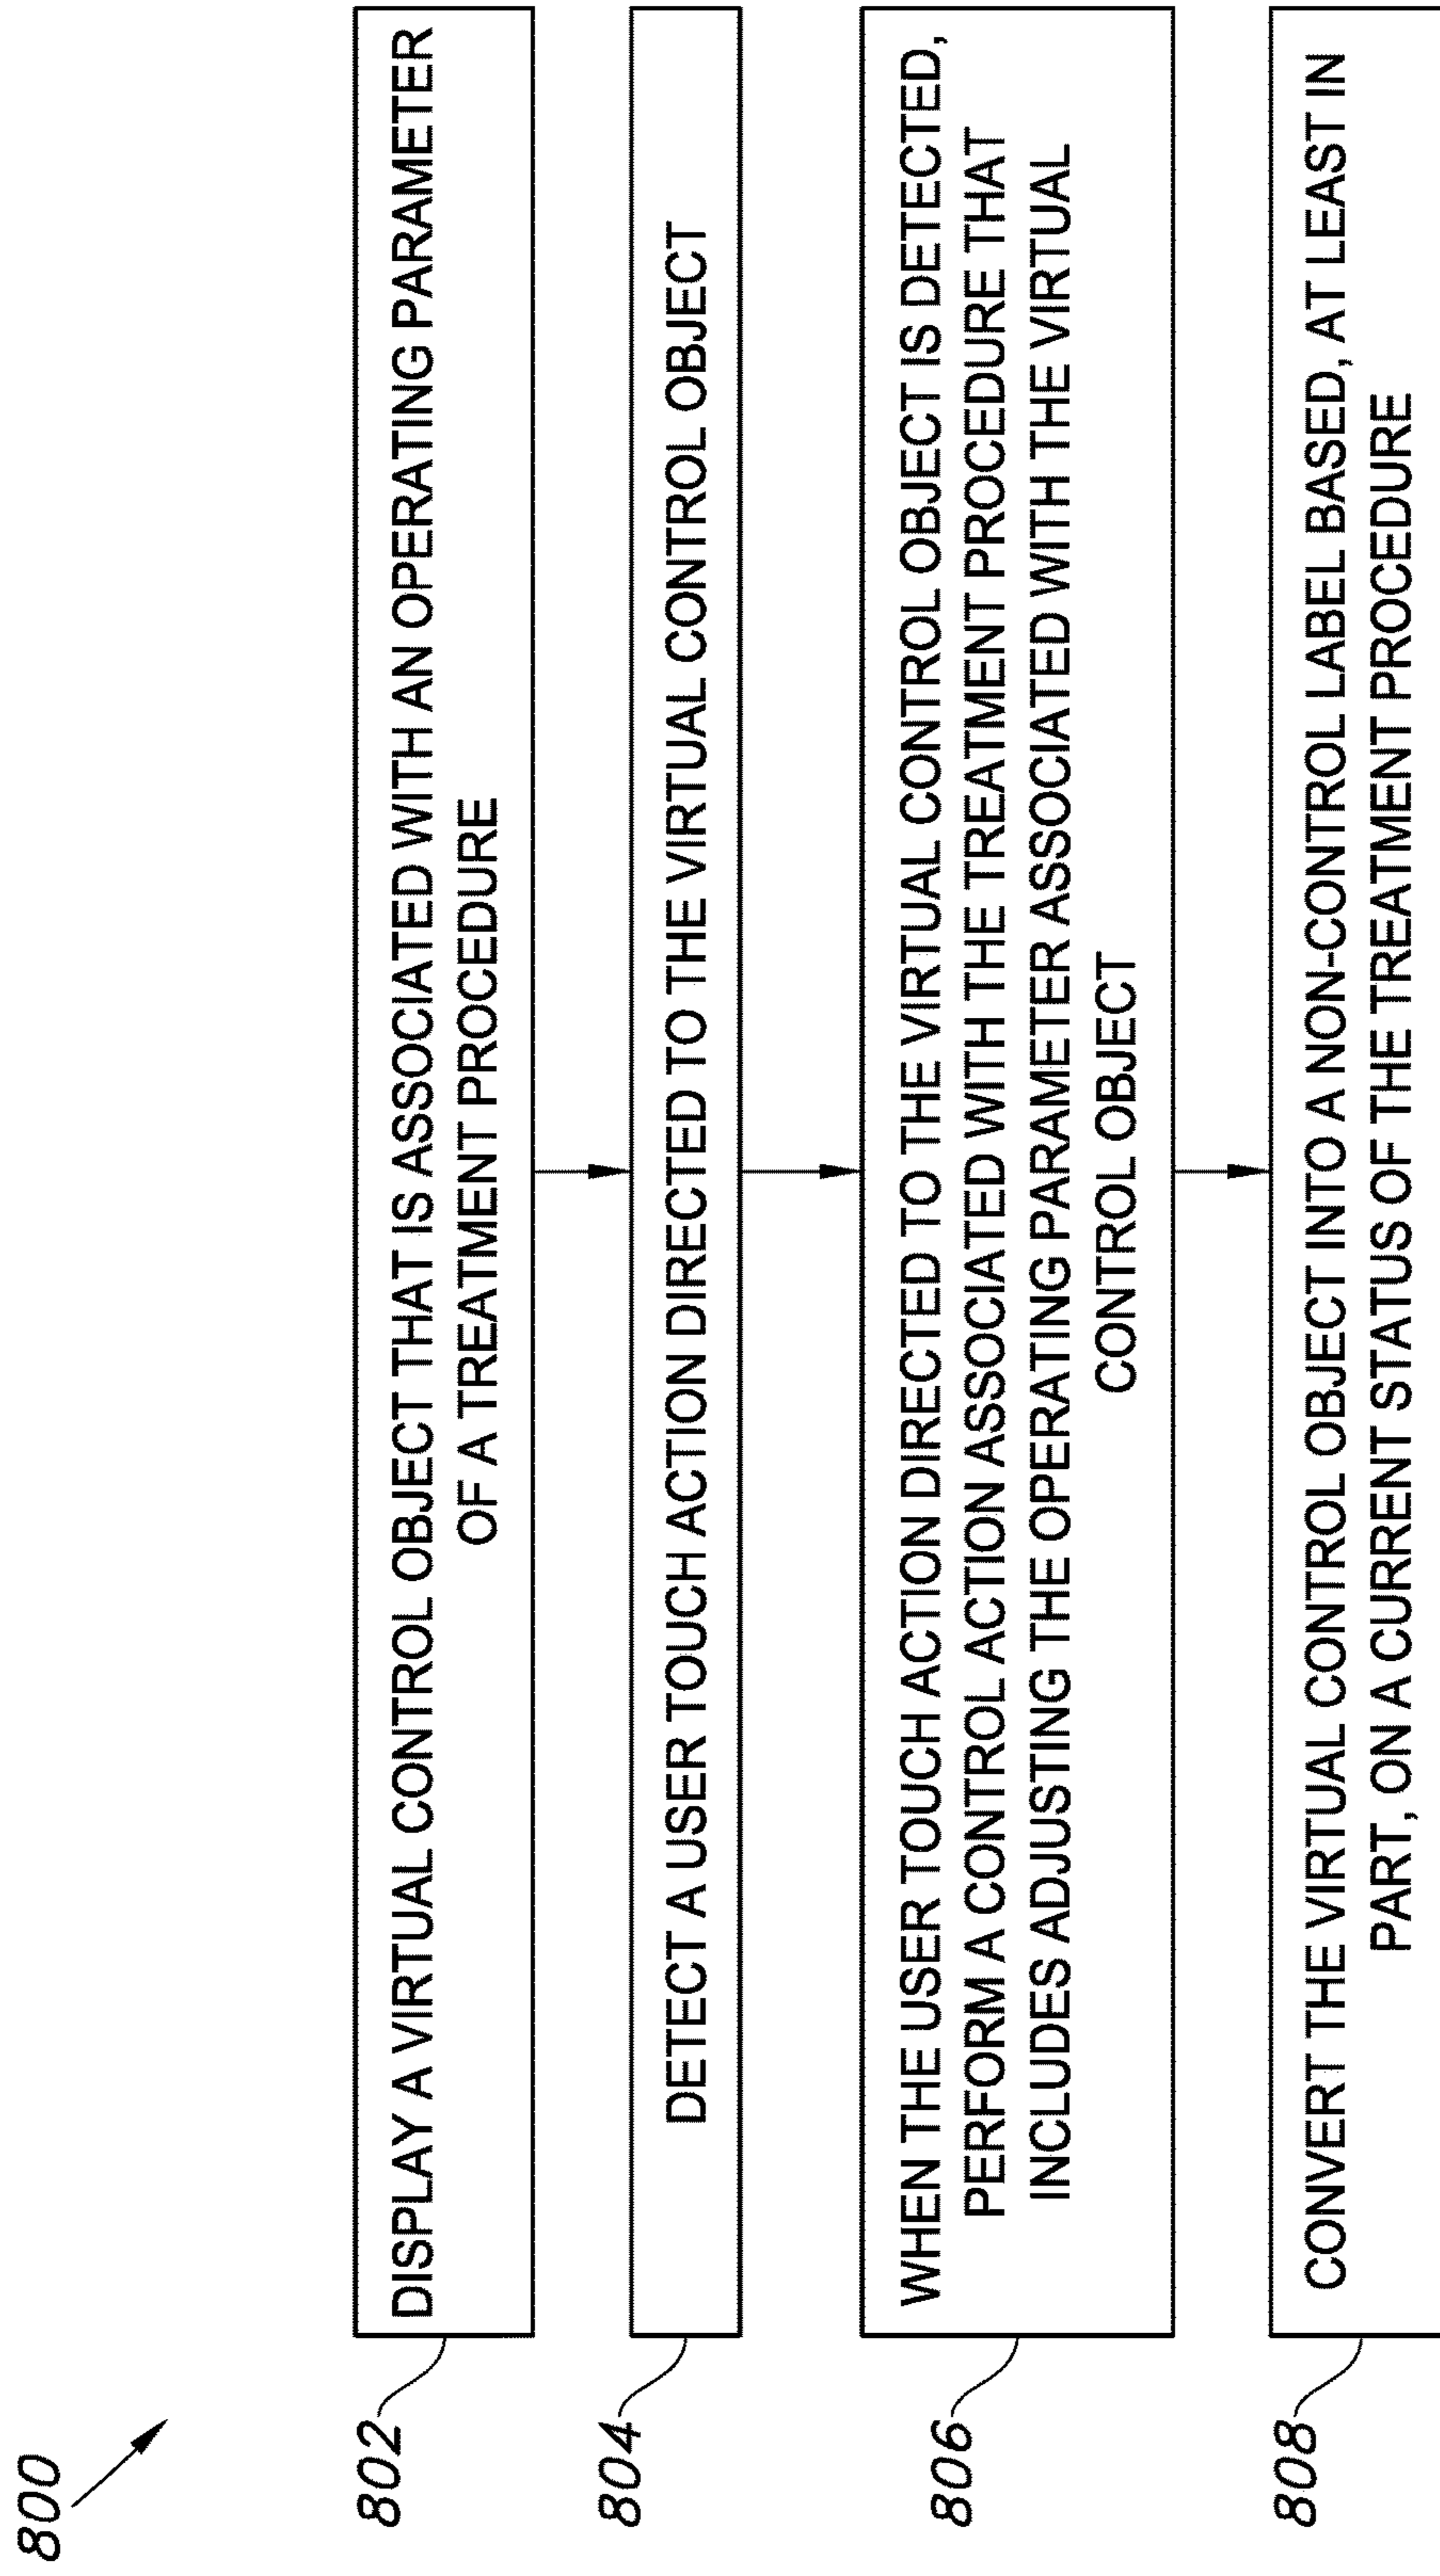 800
802
DISPLAY A VIRTUAL CONTROL OBJECT THAT IS ASSOCIATED WITH AN OPERATING PARAMETER
OF A TREATMENT PROCEDURE
804
DETECT A USER TOUCH ACTION DIRECTED TO THE VIRTUAL CONTROL OBJECT
806
WHEN THE USER TOUCH ACTION DIRECTED TO THE VIRTUAL CONTROL OBJECT IS DETECTED,
PERFORM A CONTROL ACTION ASSOCIATED WITH THE TREATMENT PROCEDURE THAT
INCLUDES ADJUSTING THE OPERATING PARAMETER ASSOCIATED WITH THE VIRTUAL
CONTROL OBJECT
808
CONVERT THE VIRTUAL CONTROL OBJECT INTO A NON-CONTROL LABEL BASED, AT LEAST IN
PART, ON A CURRENT STATUS OF THE TREATMENT PROCEDURE